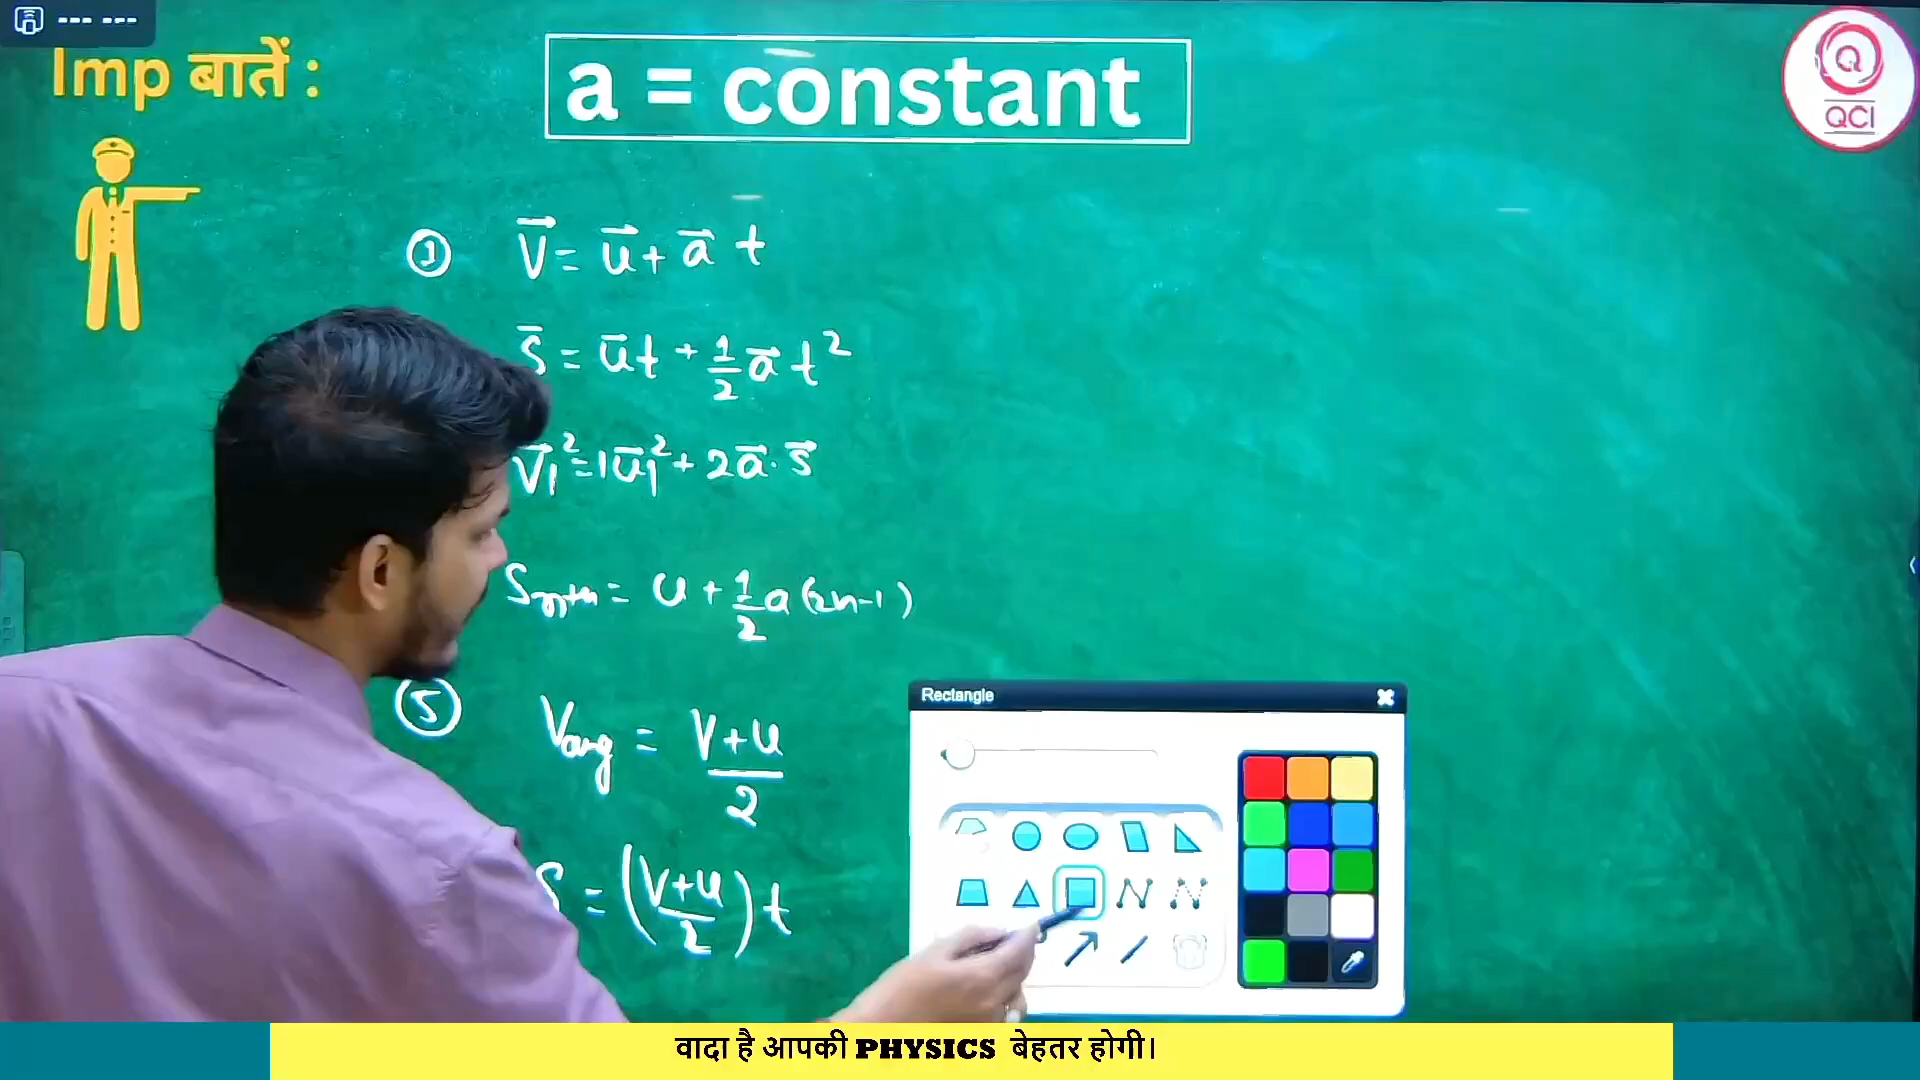 Imp बातें :
a = constant
Q
QCI
① V⃗ = u⃗ + a⃗ t
S⃗ = u⃗t + 1/2 a⃗ t²
V⃗|² = |u⃗|² + 2a⃗ · s⃗
Snth = u + 1/2 a (2n-1)
⑤ Vavg = V+u/2
S = (V+u/2) t
Rectangle
वादा है आपकी PHYSICS बेहतर होगी।